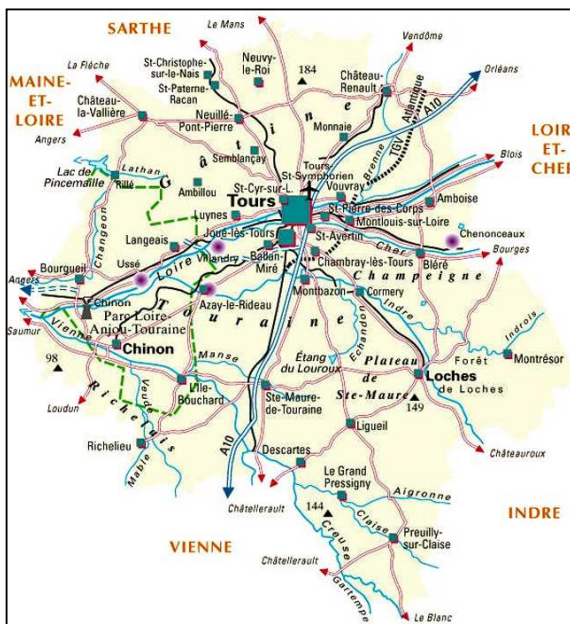 SARTHE
Le Mans
Vendôme
La Flèche
St-Christophe-
sur-le-Nais
Neuvy-
le-Roi
184
Château-
Renault
Orléans
MAINE-
ET-
LOIRE
St-Paterne-
Racan
Château-
la-Vallière
Neuillé-
Pont-Pierre
Monnaie
Atlantique
A10
TGV
Brenne
LOIR
ET-
CHER
Angers
Gâtine
Semblançay
Tours-
St-Symphorien
Blois
Lac de
Pincemaille
Lathan
Rillé
Ambillou
St-Cyr-sur-L.
Vouvray
Amboise
Tours
St-Pierre-des-Corps
Luynes
Montlouis-sur-Loire
Changeon
Langeais
Joué-lès-Tours
St-Avertin
Chenonceaux
Cher
Bourges
Bourgueil
Ussé
Loire
Villandry
Balan-
Miré
Chambray-lès-Tours
Bléré
Champeigne
Angers
Chinon
Parc Loire-
Anjou-Touraine
Azay-le-Rideau
Montbazon
Cormery
Indre
Touraine
Echandon
Indrois
Saumur
Vienne
Chinon
Manse
Étang
du Louroux
Plateau
de
Ste-Maure
Forêt
de Loches
Montrésor
Loches
98
Richelais
Veude
L'Ile-
Bouchard
Ste-Maure-
de-Touraine
149
Loudun
Ligueil
Richelieu
Mable
A10
Descartes
Châteauroux
Le Grand
Pressigny
Aigronne
Châtellerault
144
Claise
INDRE
VIENNE
Creuse
Preuilly-
sur-Claise
Châtellerault
Gartempe
Le Blanc